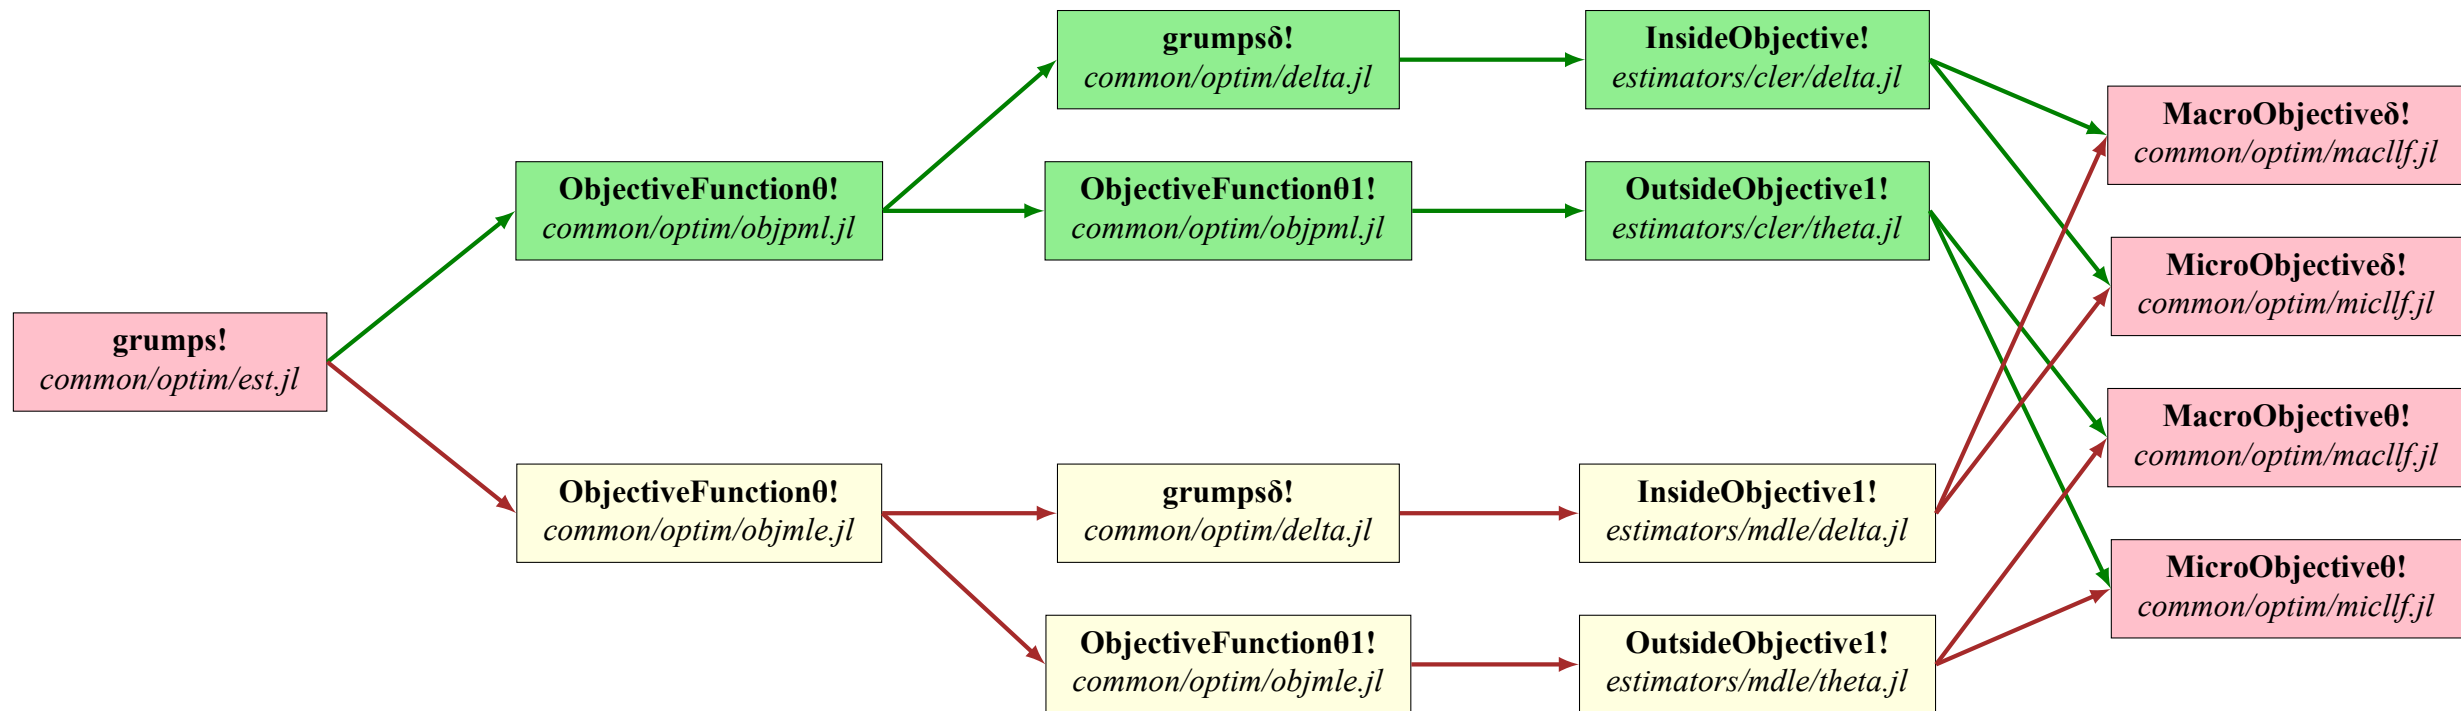 grumpsδ!
common/optim/delta.jl
InsideObjective!
estimators/cler/delta.jl
MacroObjectiveδ!
common/optim/macllf.jl
ObjectiveFunctionθ!
common/optim/objpml.jl
ObjectiveFunctionθ1!
common/optim/objpml.jl
OutsideObjective1!
estimators/cler/theta.jl
MicroObjectiveδ!
common/optim/micllf.jl
grumps!
common/optim/est.jl
MacroObjectiveθ!
common/optim/macllf.jl
ObjectiveFunctionθ!
common/optim/objmle.jl
grumpsδ!
common/optim/delta.jl
InsideObjective1!
estimators/mdle/delta.jl
MicroObjectiveθ!
common/optim/micllf.jl
ObjectiveFunctionθ1!
common/optim/objmle.jl
OutsideObjective1!
estimators/mdle/theta.jl